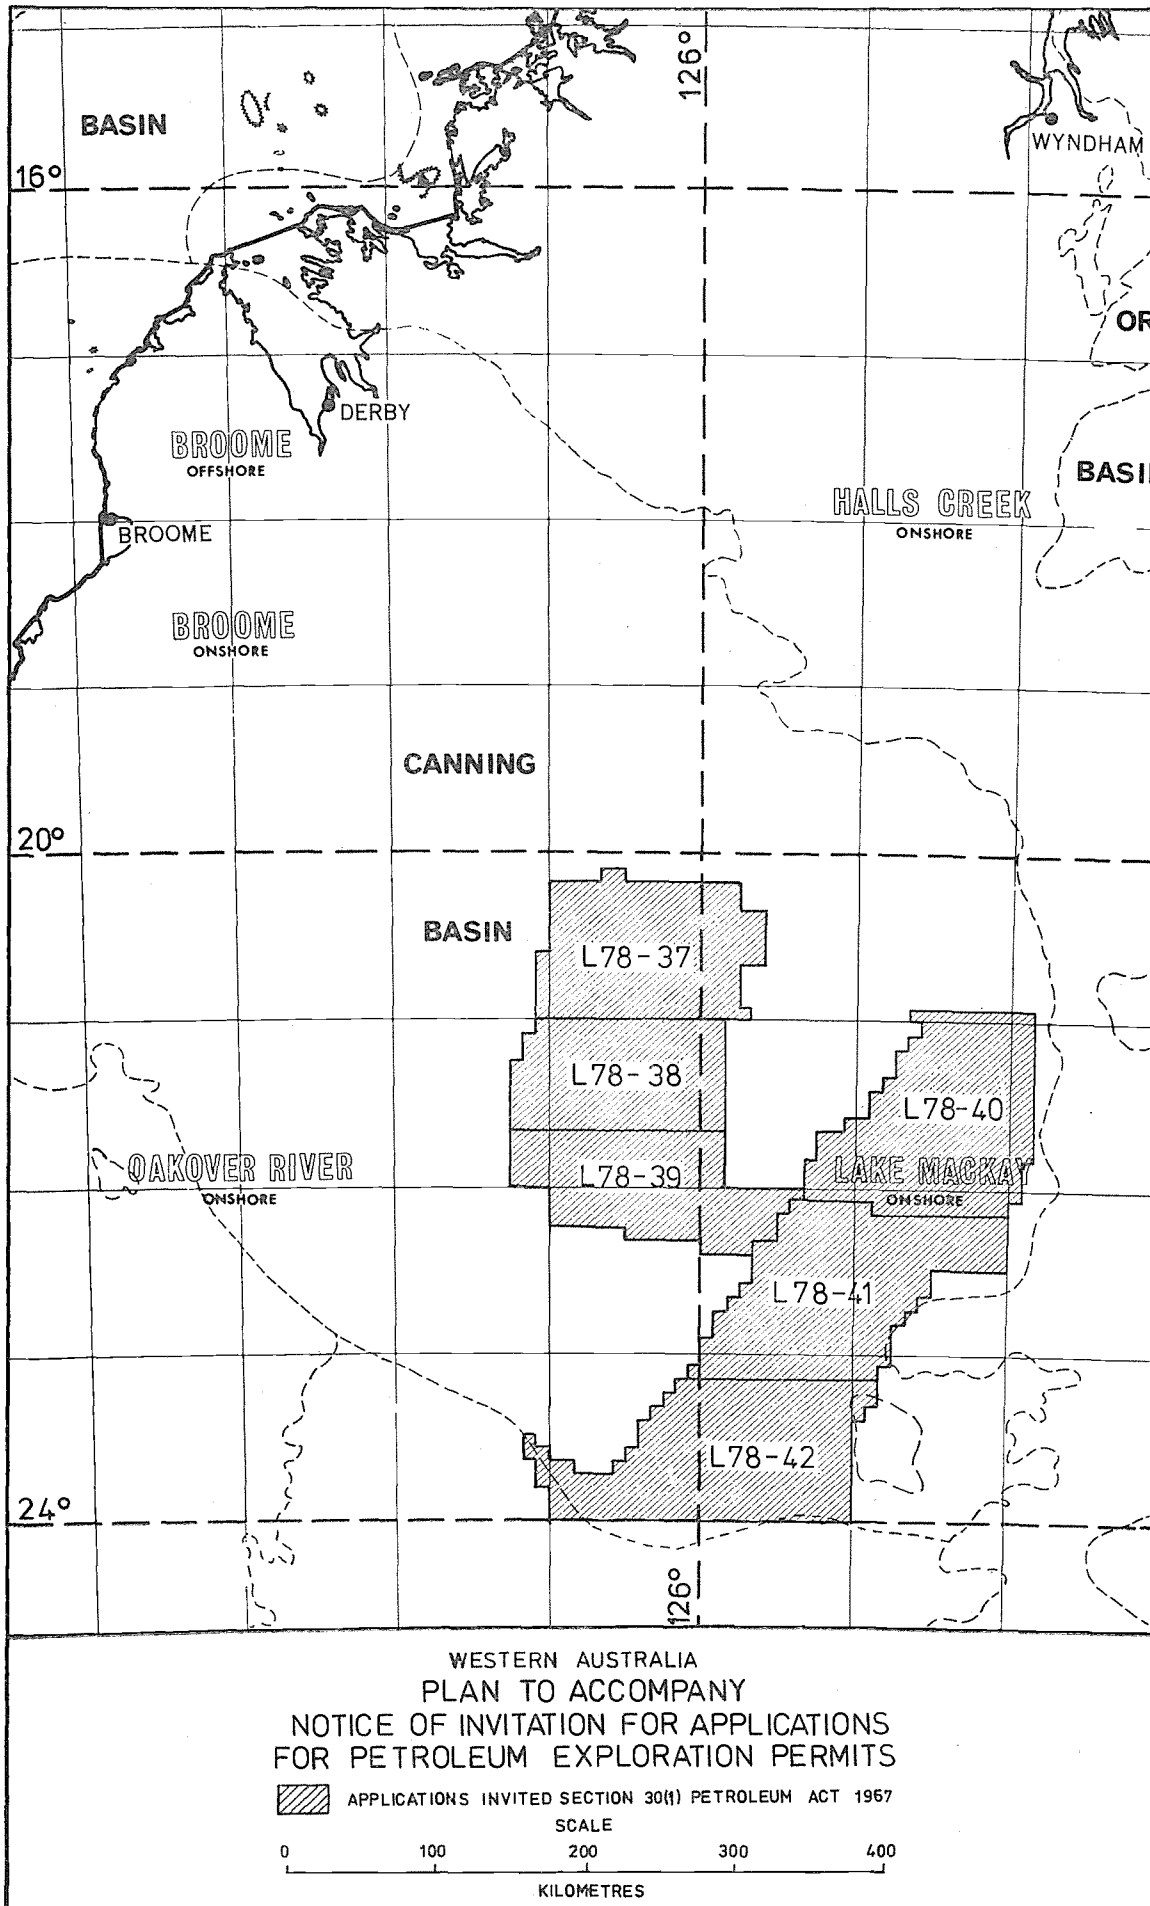 126°
BASIN
WYNDHAM
16°
OR
DERBY
BROOME
OFFSHORE
BASI
HALLS CREEK
ONSHORE
BROOME
BROOME
ONSHORE
CANNING
20°
BASIN
L78-37
L78-38
L78-40
OAKOVER RIVER
ONSHORE
L78-39
LAKE MACKAY
ONSHORE
L78-41
L78-42
24°
126°
WESTERN AUSTRALIA
PLAN TO ACCOMPANY
NOTICE OF INVITATION FOR APPLICATIONS
FOR PETROLEUM EXPLORATION PERMITS
APPLICATIONS INVITED SECTION 30(1) PETROLEUM ACT 1967
SCALE
0 100 200 300 400
KILOMETRES